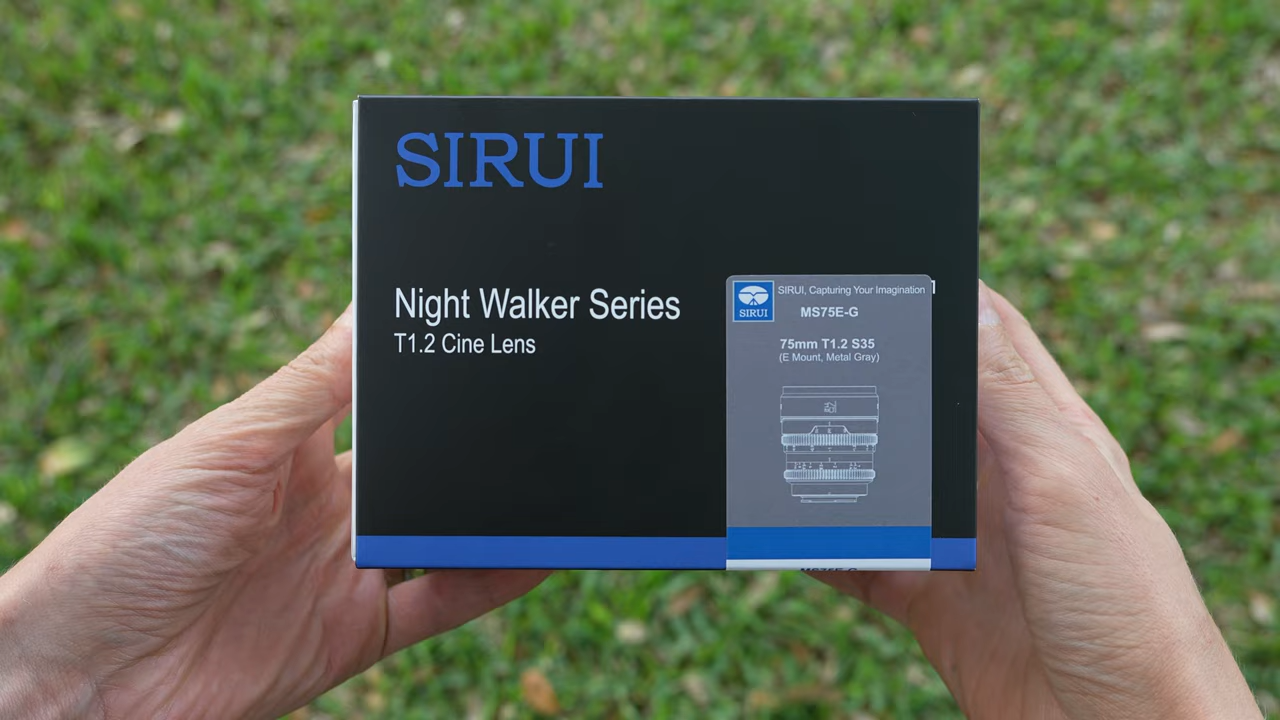 SIRUI
Night Walker Series
T1.2 Cine Lens
SIRUI
SIRUI, Capturing Your Imagination
MS75E-G
75mm T1.2 S35
(E Mount, Metal Gray)
MS75E-G